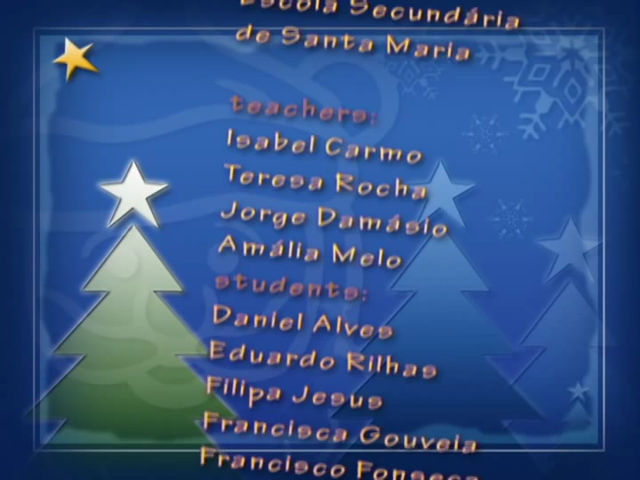 Escola Secundária
de Santa Maria
teachers:
Isabel Carmo
Teresa Rocha
Jorge Damásio
Amália Melo
students:
Daniel Alves
Eduardo Rilhas
Filipa Jesus
Francisca Gouveia
Francisco Fonseca